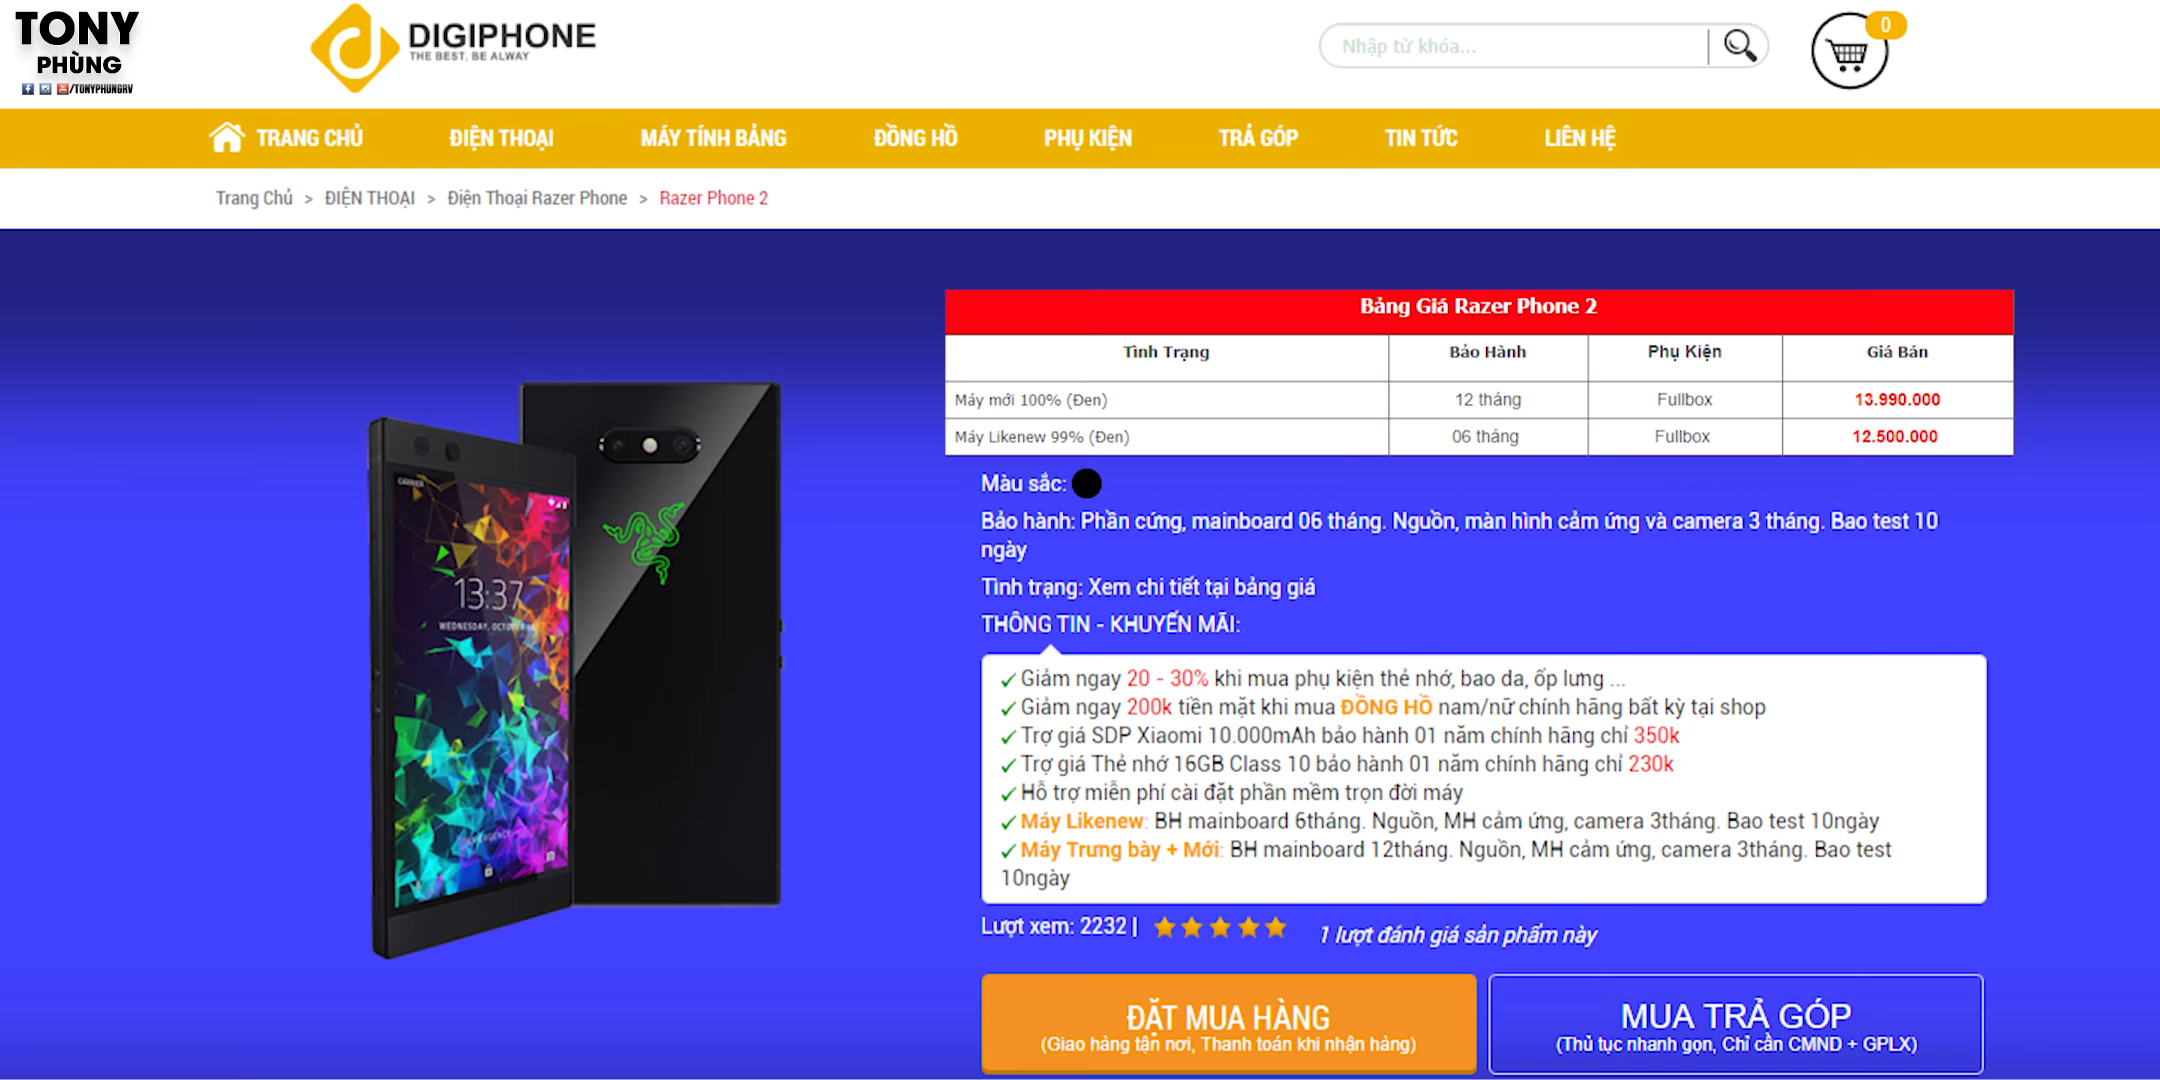 TONY
PHÙNG
/TONYPHUNGRV
DIGIPHONE
THE BEST, BE ALWAY
Nhập từ khóa...
0
TRANG CHỦ ĐIỆN THOẠI MÁY TÍNH BẢNG ĐỒNG HỒ PHỤ KIỆN TRẢ GÓP TIN TỨC LIÊN HỆ
Trang Chủ > ĐIỆN THOẠI > Điện Thoại Razer Phone > Razer Phone 2
Bảng Giá Razer Phone 2
Tình Trạng Bảo Hành Phụ Kiện Giá Bán
Máy mới 100% (Đen) 12 tháng Fullbox 13.990.000
Máy Likenew 99% (Đen) 06 tháng Fullbox 12.500.000
CARRIER
13:37
WEDNESDAY, OCTOBER
Màu sắc:
Bảo hành: Phần cứng, mainboard 06 tháng. Nguồn, màn hình cảm ứng và camera 3 tháng. Bao test 10
ngày
Tình trạng: Xem chi tiết tại bảng giá
THÔNG TIN - KHUYẾN MÃI:
Giảm ngay 20 - 30% khi mua phụ kiện thẻ nhớ, bao da, ốp lưng ...
Giảm ngay 200k tiền mặt khi mua ĐỒNG HỒ nam/nữ chính hãng bất kỳ tại shop
Trợ giá SDP Xiaomi 10.000mAh bảo hành 01 năm chính hãng chỉ 350k
Trợ giá Thẻ nhớ 16GB Class 10 bảo hành 01 năm chính hãng chỉ 230k
Hỗ trợ miễn phí cài đặt phần mềm trọn đời máy
Máy Likenew: BH mainboard 6tháng. Nguồn, MH cảm ứng, camera 3tháng. Bao test 10ngày
Máy Trưng bày + Mới: BH mainboard 12tháng. Nguồn, MH cảm ứng, camera 3tháng. Bao test
10ngày
Lượt xem: 2232 | 1 lượt đánh giá sản phẩm này
ĐẶT MUA HÀNG
(Giao hàng tận nơi, Thanh toán khi nhận hàng)
MUA TRẢ GÓP
(Thủ tục nhanh gọn, Chỉ cần CMND + GPLX)